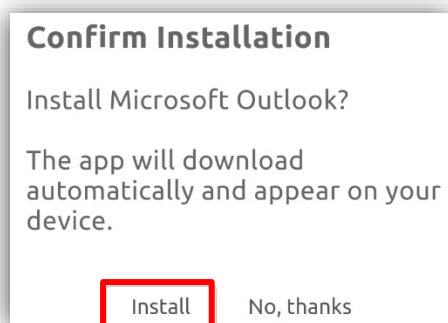 Confirm Installation
Install Microsoft Outlook?
The app will download
automatically and appear on your
device.
Install No, thanks